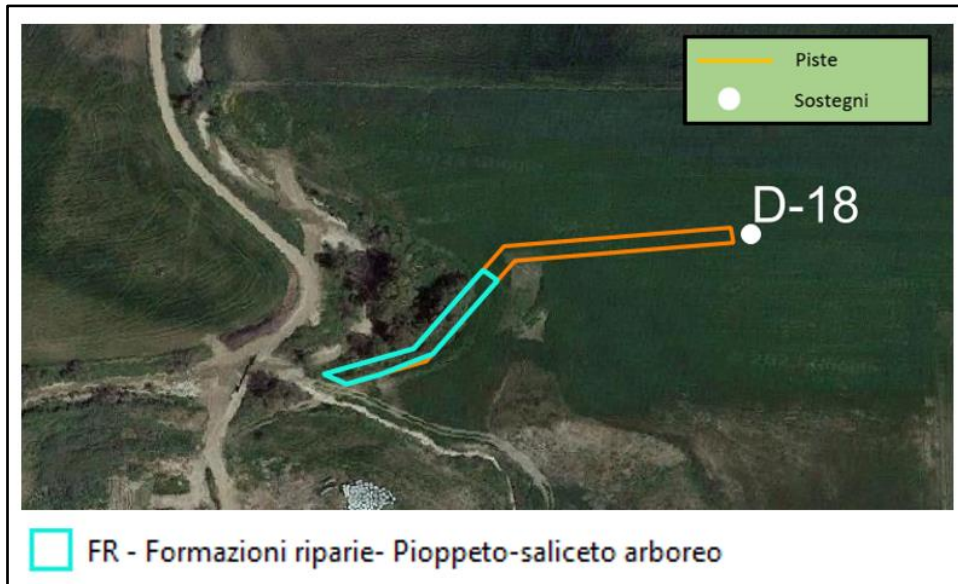 Piste
Sostegni
D-18
FR - Formazioni riparie- Pioppeto-saliceto arboreo